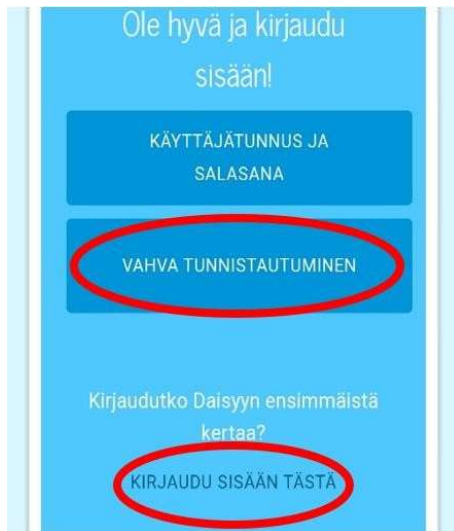 Ole hyvä ja kirjaudu
sisään!
KÄYTTÄJÄTUNNUS JA
SALASANA
VAHVA TUNNISTAUTUMINEN
Kirjaudutko Daisyyn ensimmäistä
kertaa?
KIRJAUDU SISÄÄN TÄSTÄ